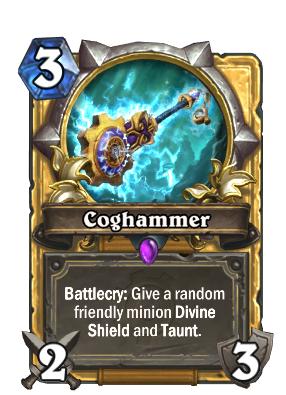 3
Coghammer
Battlecry: Give a random
friendly minion Divine
Shield and Taunt.
2
3